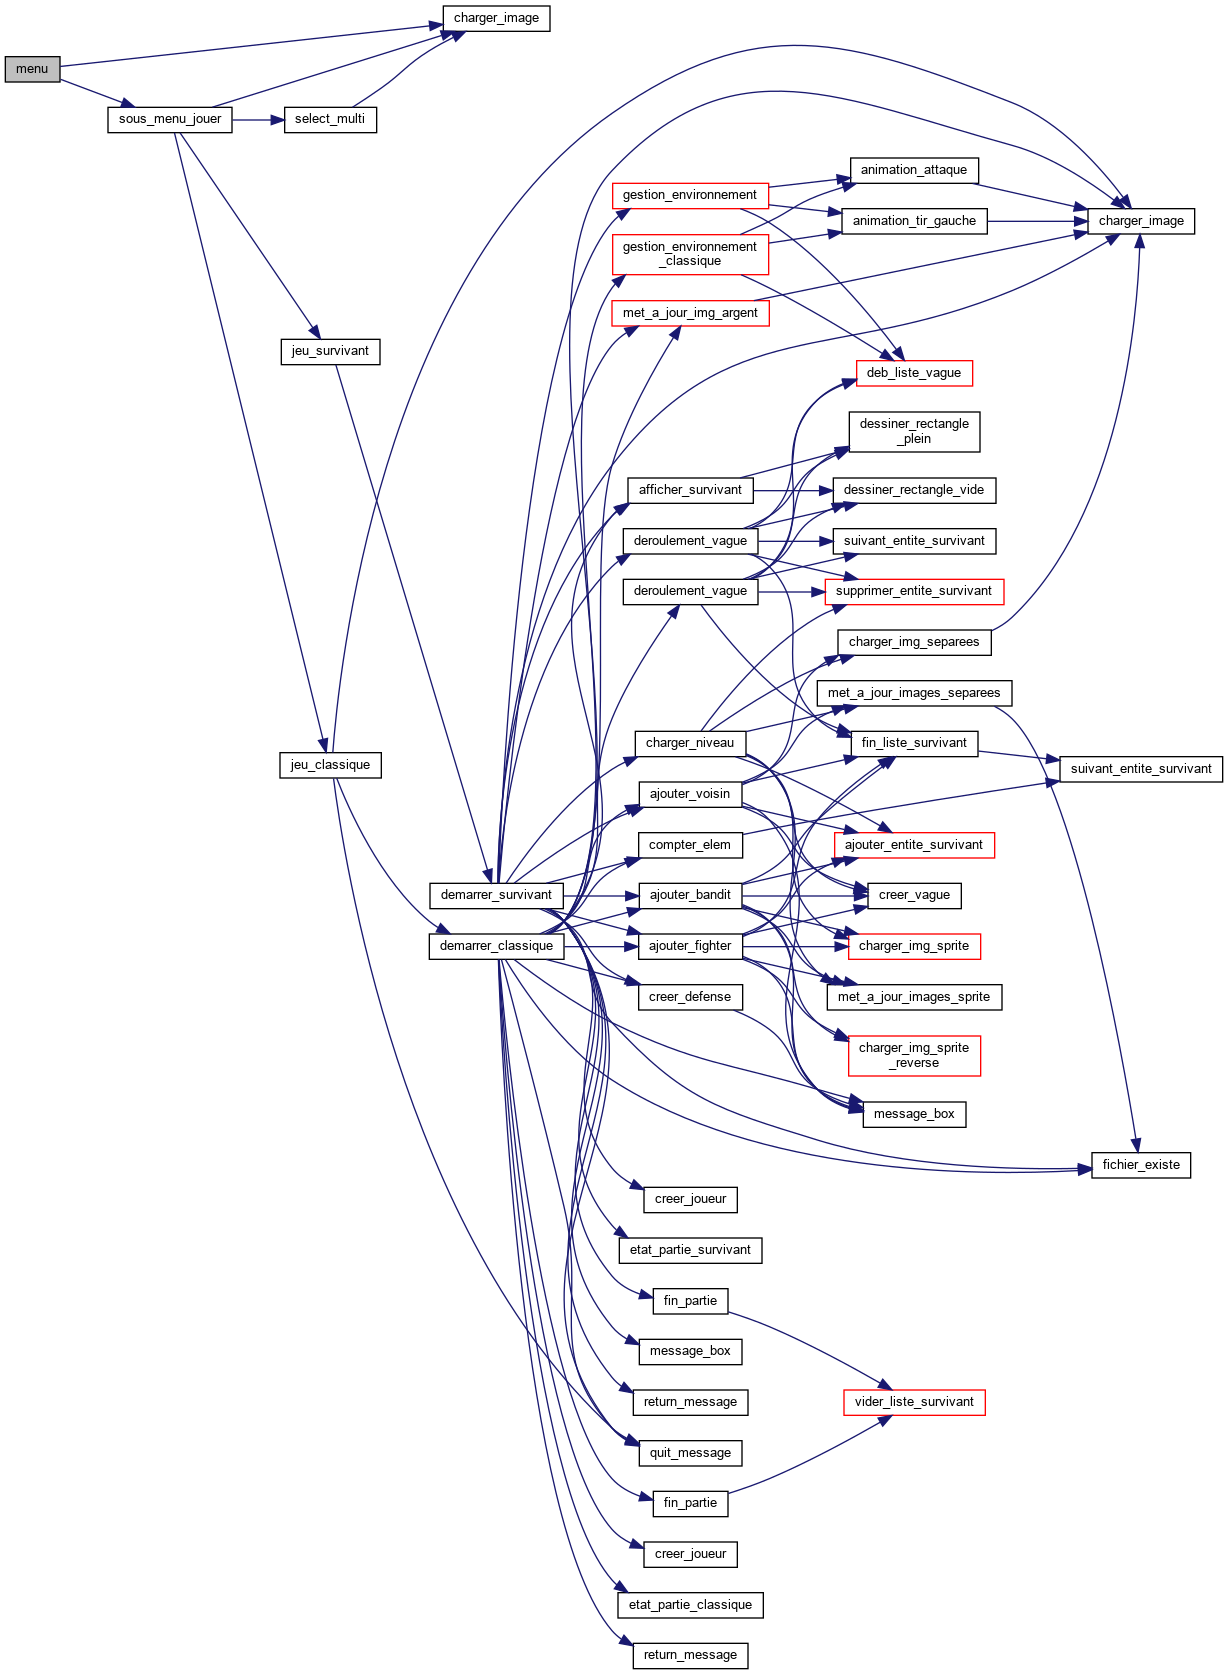 charger_image
menu
sous_menu_jouer
select_multi
animation_attaque
gestion_environnement
animation_tir_gauche
charger_image
gestion_environnement
_classique
met_a_jour_img_argent
jeu_survivant
deb_liste_vague
dessiner_rectangle
_plein
afficher_survivant
dessiner_rectangle_vide
deroulement_vague
suivant_entite_survivant
deroulement_vague
supprimer_entite_survivant
charger_img_separees
met_a_jour_images_separees
charger_niveau
fin_liste_survivant
jeu_classique
suivant_entite_survivant
ajouter_voisin
compter_elem
ajouter_entite_survivant
demarrer_survivant
ajouter_bandit
creer_vague
demarrer_classique
ajouter_fighter
charger_img_sprite
creer_defense
met_a_jour_images_sprite
charger_img_sprite
_reverse
message_box
fichier_existe
creer_joueur
etat_partie_survivant
fin_partie
message_box
return_message
vider_liste_survivant
quit_message
fin_partie
creer_joueur
etat_partie_classique
return_message